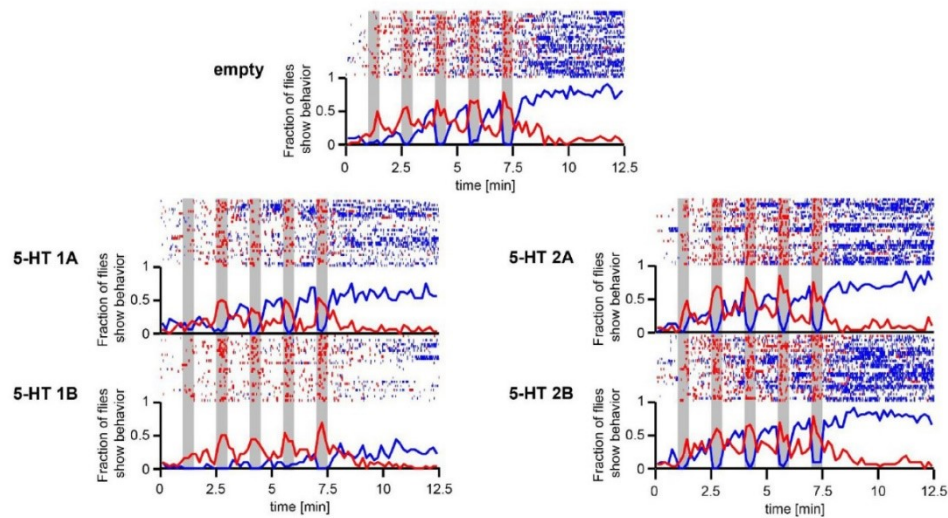 empty
Fraction of flies
show behavior
1
0.5
0
0 2.5 5 7.5 10 12.5
time [min]
5-HT 1A
Fraction of flies
show behavior
1
0.5
0
5-HT 1B
Fraction of flies
show behavior
1
0.5
0
0 2.5 5 7.5 10 12.5
time [min]
5-HT 2A
Fraction of flies
show behavior
1
0.5
0
5-HT 2B
Fraction of flies
show behavior
1
0.5
0
0 2.5 5 7.5 10 12.5
time [min]